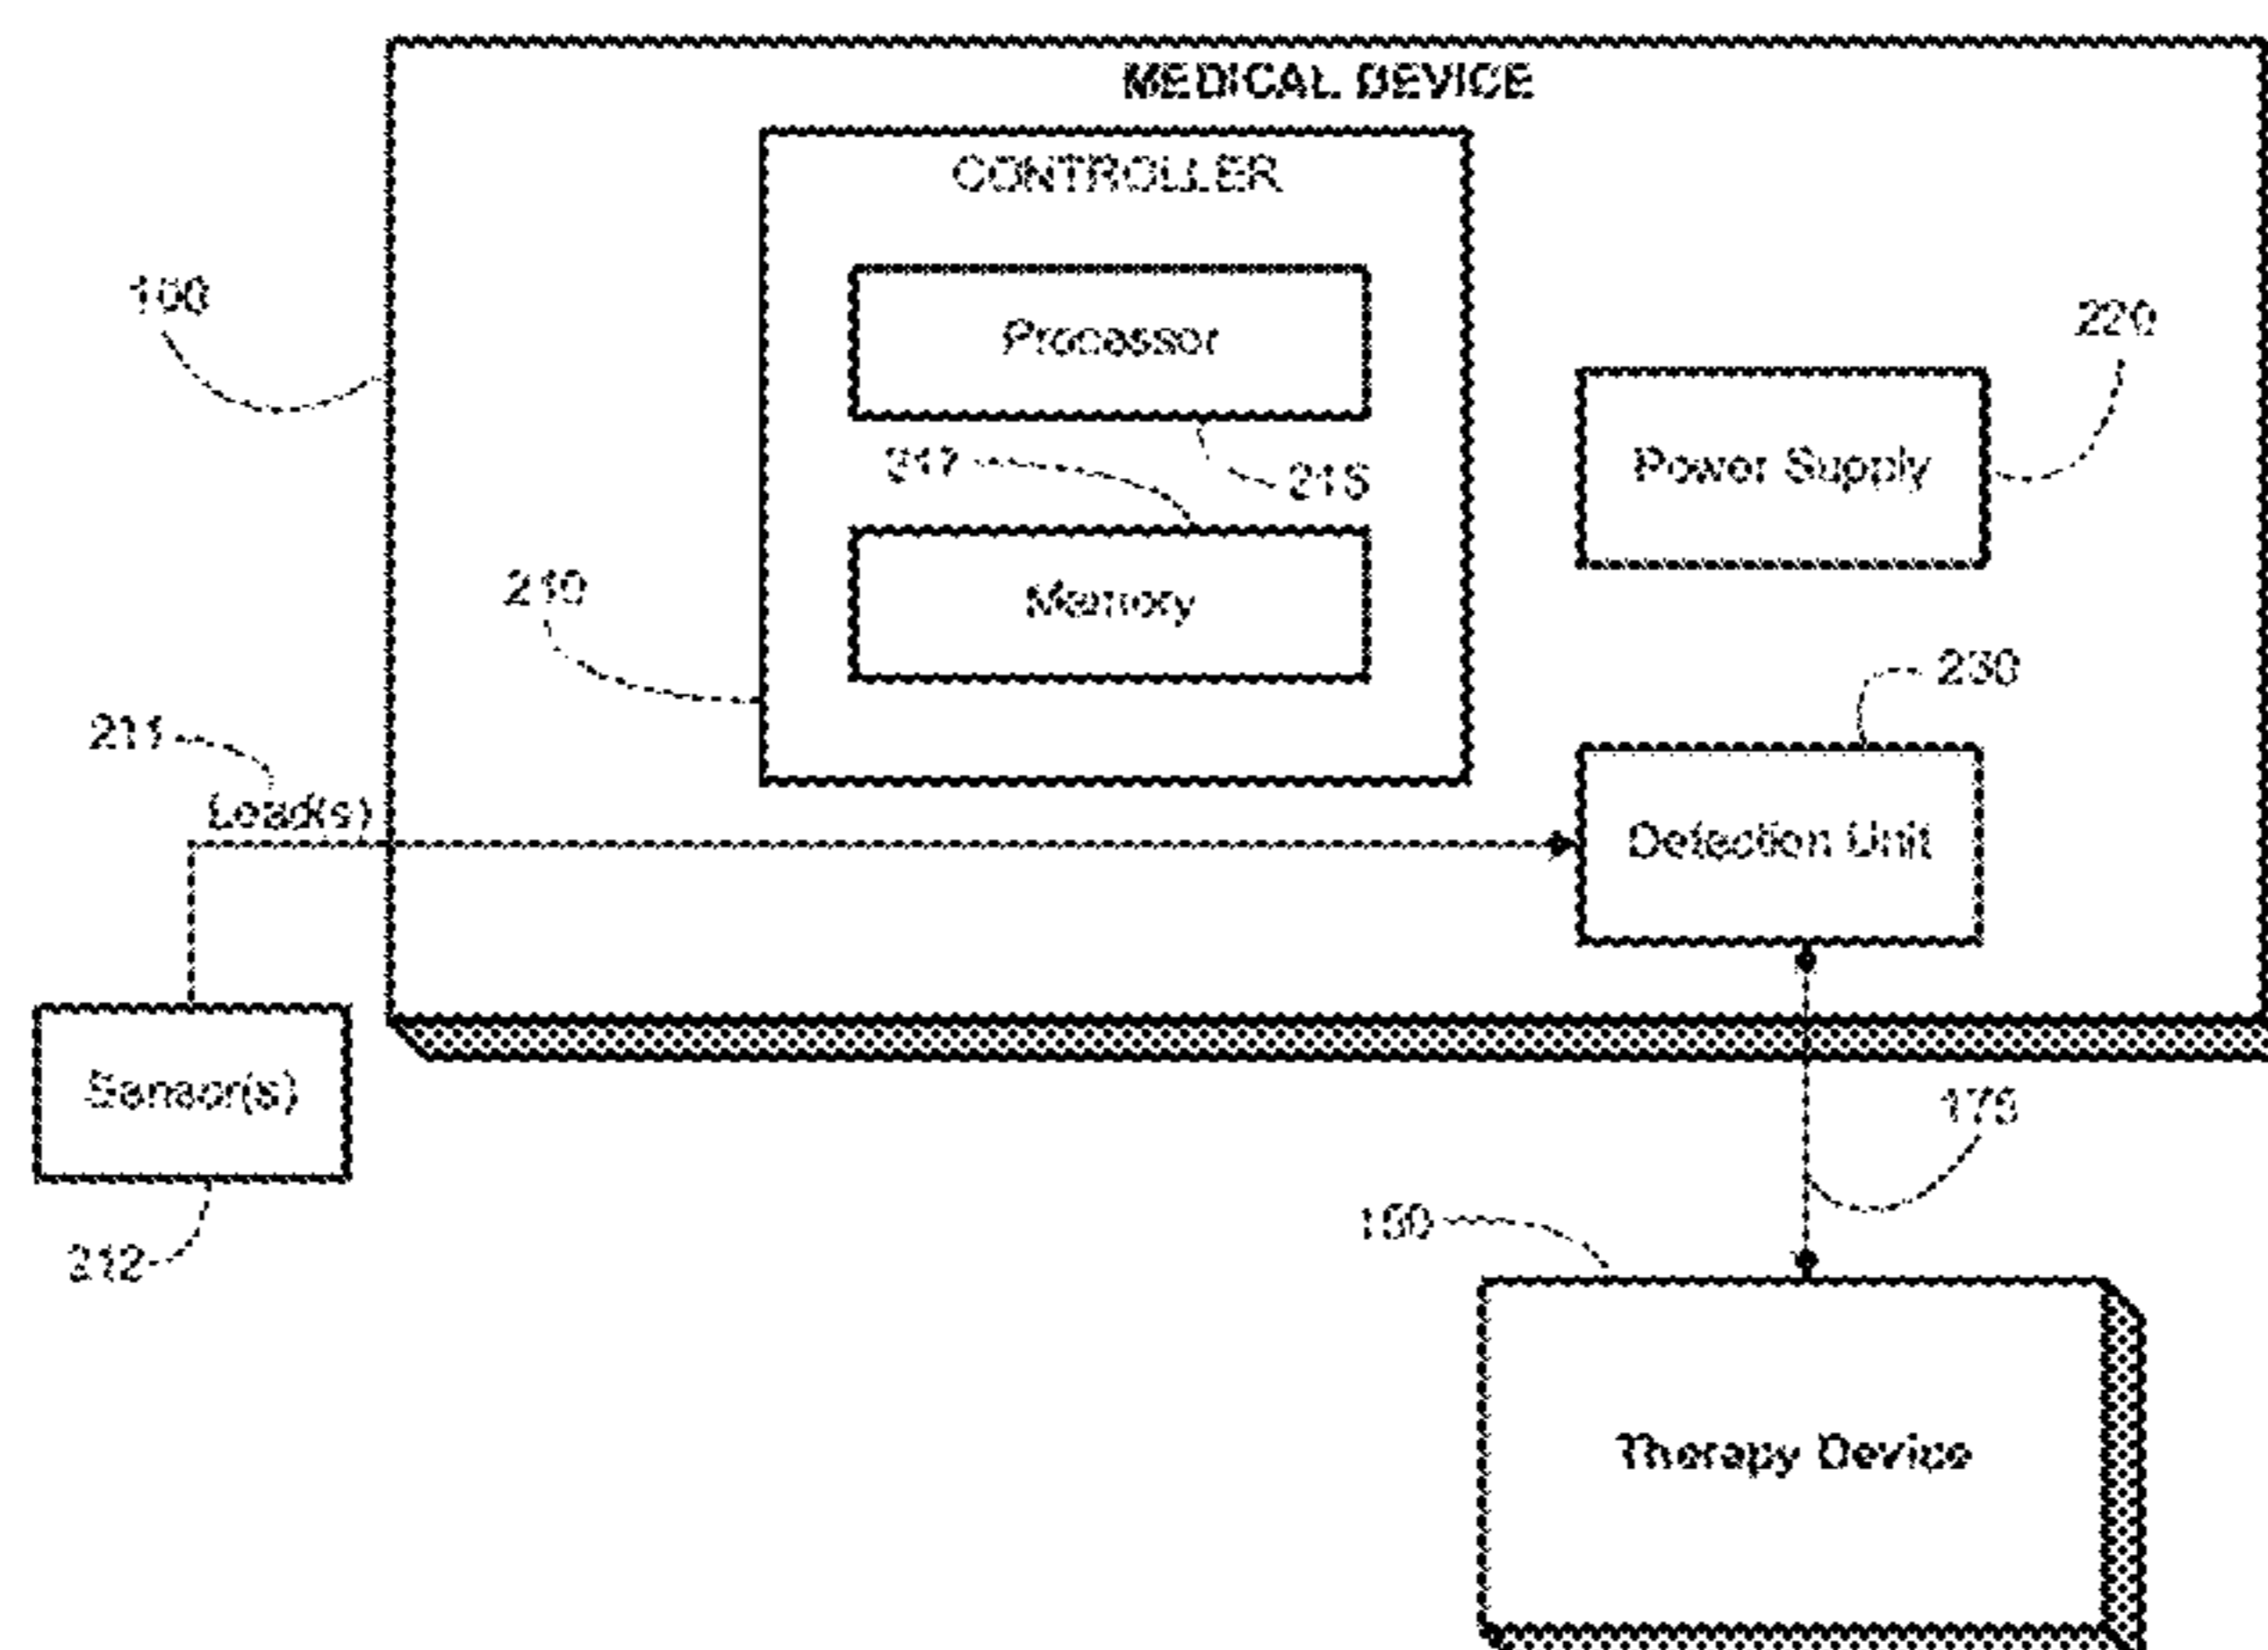 MEDICAL DEVICE
CONTROLLER
100
Processor
220
217
215
Power Supply
210
Memory
230
211
Lead(s)
Detection Unit
Sensor(s)
175
150
212
Therapy Device